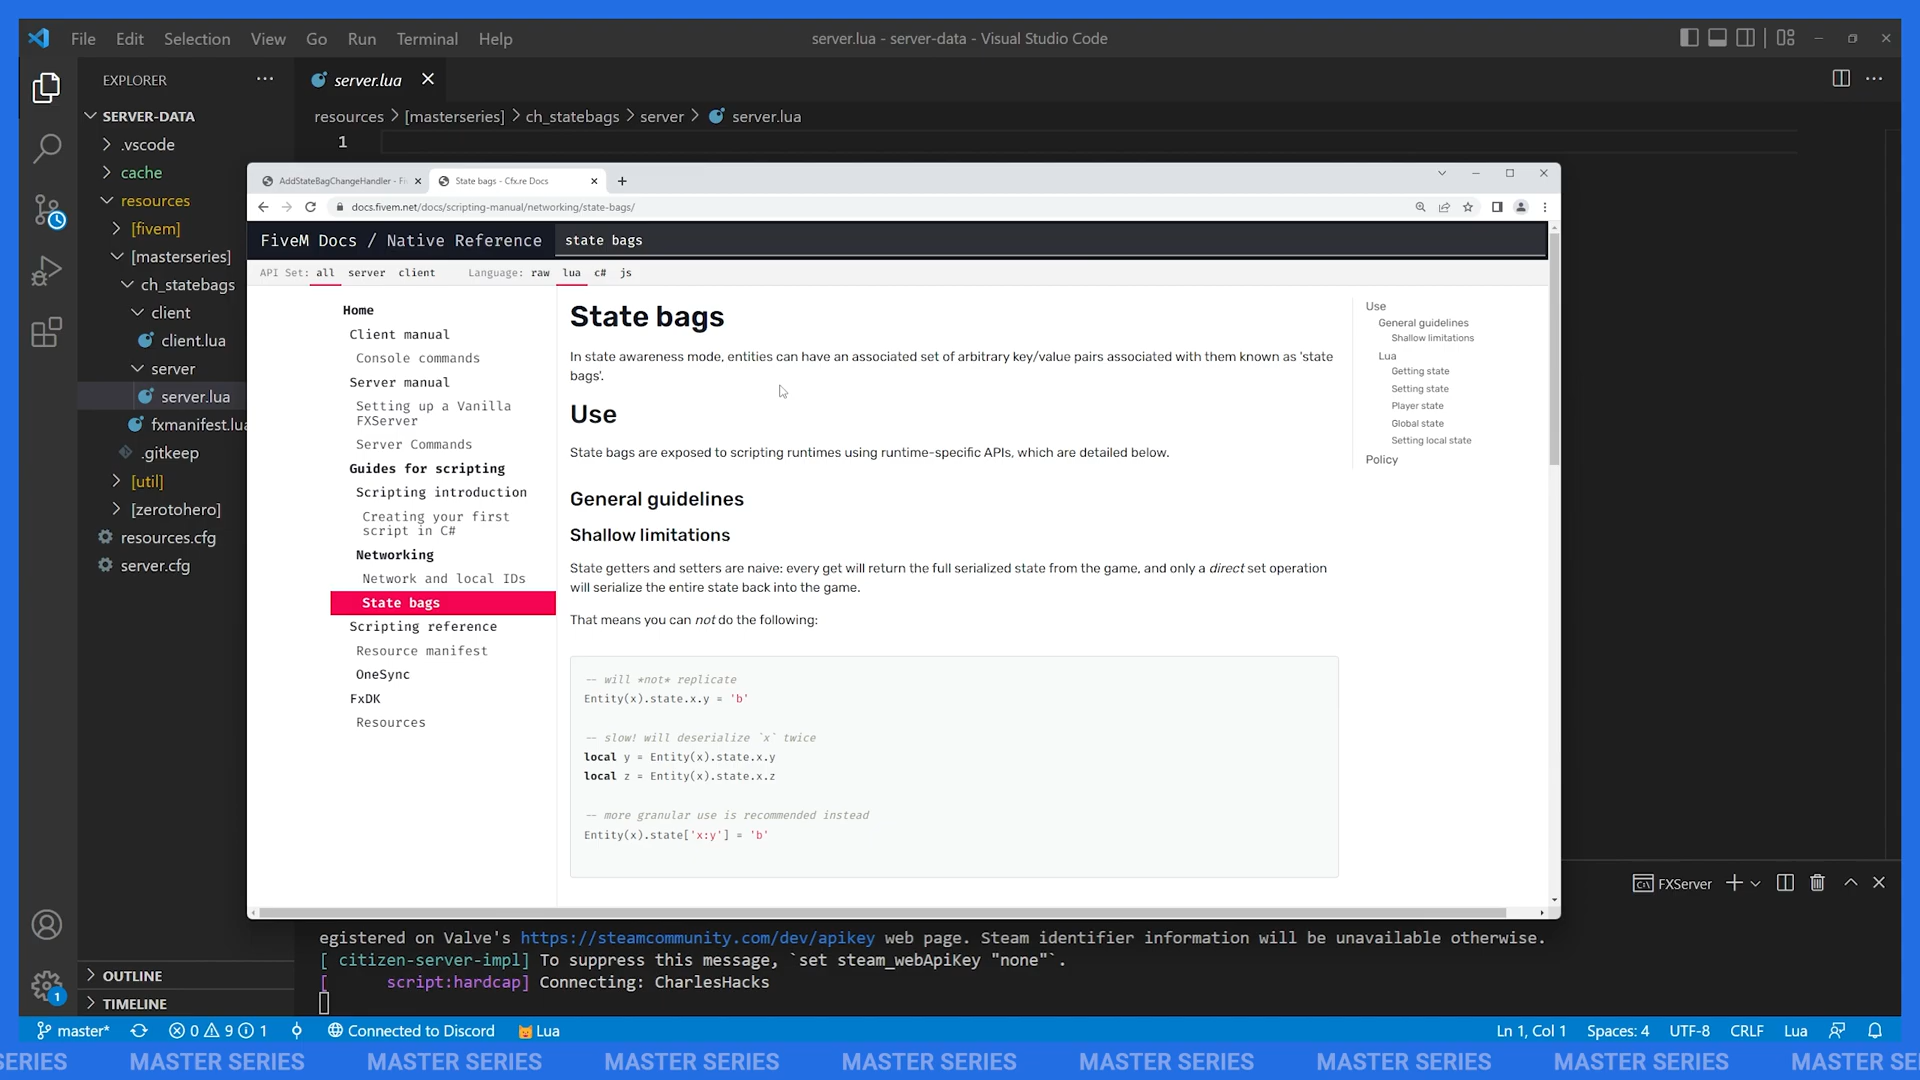 File Edit Selection View Go Run Terminal Help
server.lua - server-data - Visual Studio Code
EXPLORER
SERVER-DATA
.vscode
cache
resources
[fivem]
[masterseries]
ch_statebags
client
client.lua
server
server.lua
fxmanifest.lua
.gitkeep
[util]
[zerotohero]
resources.cfg
server.cfg
OUTLINE
TIMELINE
server.lua
resources > [masterseries] > ch_statebags > server > server.lua
1
AddStateBagChangeHandler - Fi
State bags - Cfx.re Docs
docs.fivem.net/docs/scripting-manual/networking/state-bags/
FiveM Docs / Native Reference
state bags
API Set: all server client Language: raw lua c# js
Home
Client manual
Console commands
Server manual
Setting up a Vanilla
FXServer
Server Commands
Guides for scripting
Scripting introduction
Creating your first
script in C#
Networking
Network and local IDs
State bags
Scripting reference
Resource manifest
OneSync
FxDK
Resources
State bags
In state awareness mode, entities can have an associated set of arbitrary key/value pairs associated with them known as 'state
bags'.
Use
State bags are exposed to scripting runtimes using runtime-specific APIs, which are detailed below.
General guidelines
Shallow limitations
State getters and setters are naive: every get will return the full serialized state from the game, and only a direct set operation
will serialize the entire state back into the game.
That means you can not do the following:
-- will *not* replicate
Entity(x).state.x.y = 'b'
-- slow! will deserialize `x` twice
local y = Entity(x).state.x.y
local z = Entity(x).state.x.z
-- more granular use is recommended instead
Entity(x).state['x:y'] = 'b'
Use
General guidelines
Shallow limitations
Lua
Getting state
Setting state
Player state
Global state
Setting local state
Policy
FXServer
egistered on Valve's https://steamcommunity.com/dev/apikey web page. Steam identifier information will be unavailable otherwise.
[ citizen-server-impl] To suppress this message, `set steam_webApiKey "none"`.
[ script:hardcap] Connecting: CharlesHacks
1
master* 0 9 1 Connected to Discord Lua
Ln 1, Col 1 Spaces: 4 UTF-8 CRLF Lua
SERIES MASTER SERIES MASTER SERIES MASTER SERIES MASTER SERIES MASTER SERIES MASTER SERIES MASTER SERIES MASTER SE